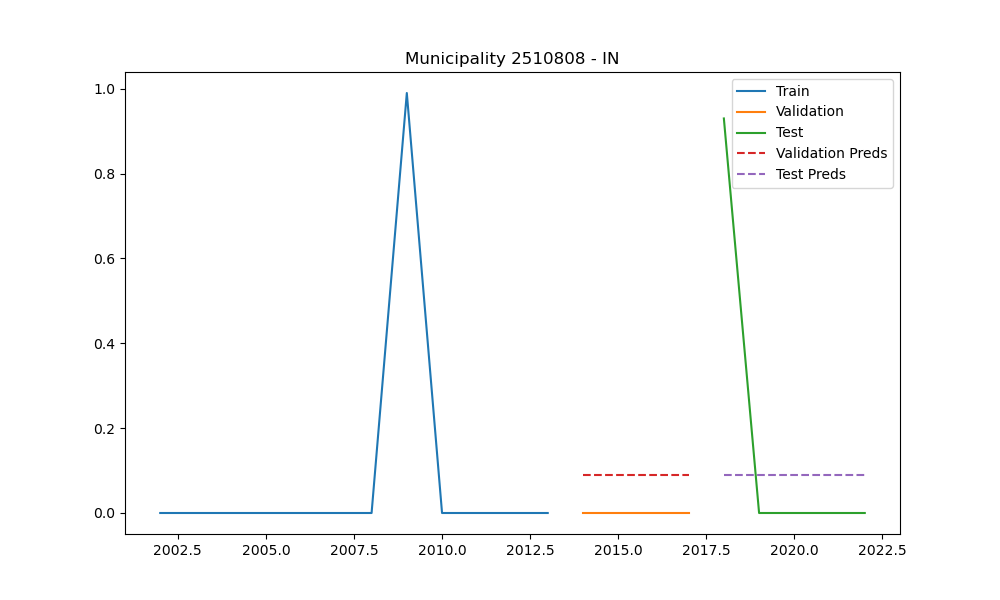 Municipality 2510808 - IN
1.0
0.8
0.6
0.4
0.2
0.0
Train
Validation
Test
Validation Preds
Test Preds
2002.5 2005.0 2007.5 2010.0 2012.5 2015.0 2017.5 2020.0 2022.5